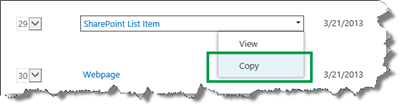 29 SharePoint List Item 3/21/2013
View
Copy
30 Webpage 3/21/2013